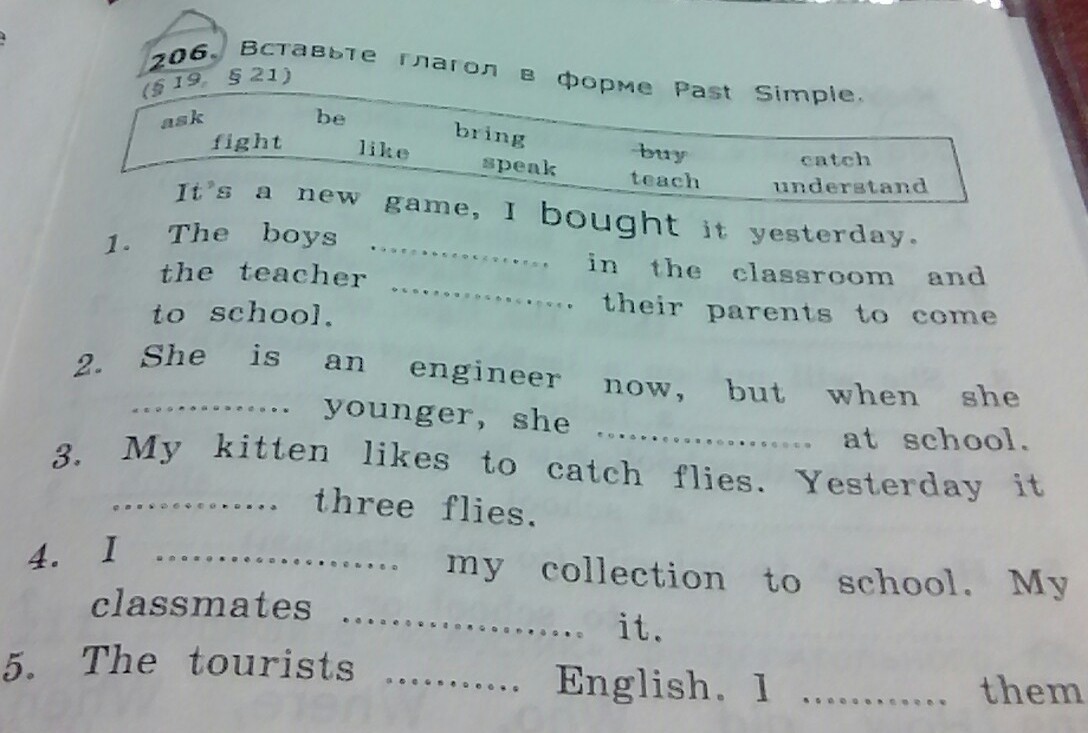 206. Вставьте глагол в форме Past Simple.
(§ 19, § 21)
ask be bring buy catch
fight like speak teach understand
It's a new game, I bought it yesterday.
1. The boys .................. in the classroom and
the teacher .................. their parents to come
to school.
2. She is an engineer now, but when she
............... younger, she .................... at school.
3. My kitten likes to catch flies. Yesterday it
............... three flies.
4. I ..................... my collection to school. My
classmates ..................... it.
5. The tourists ........... English. I ............ them